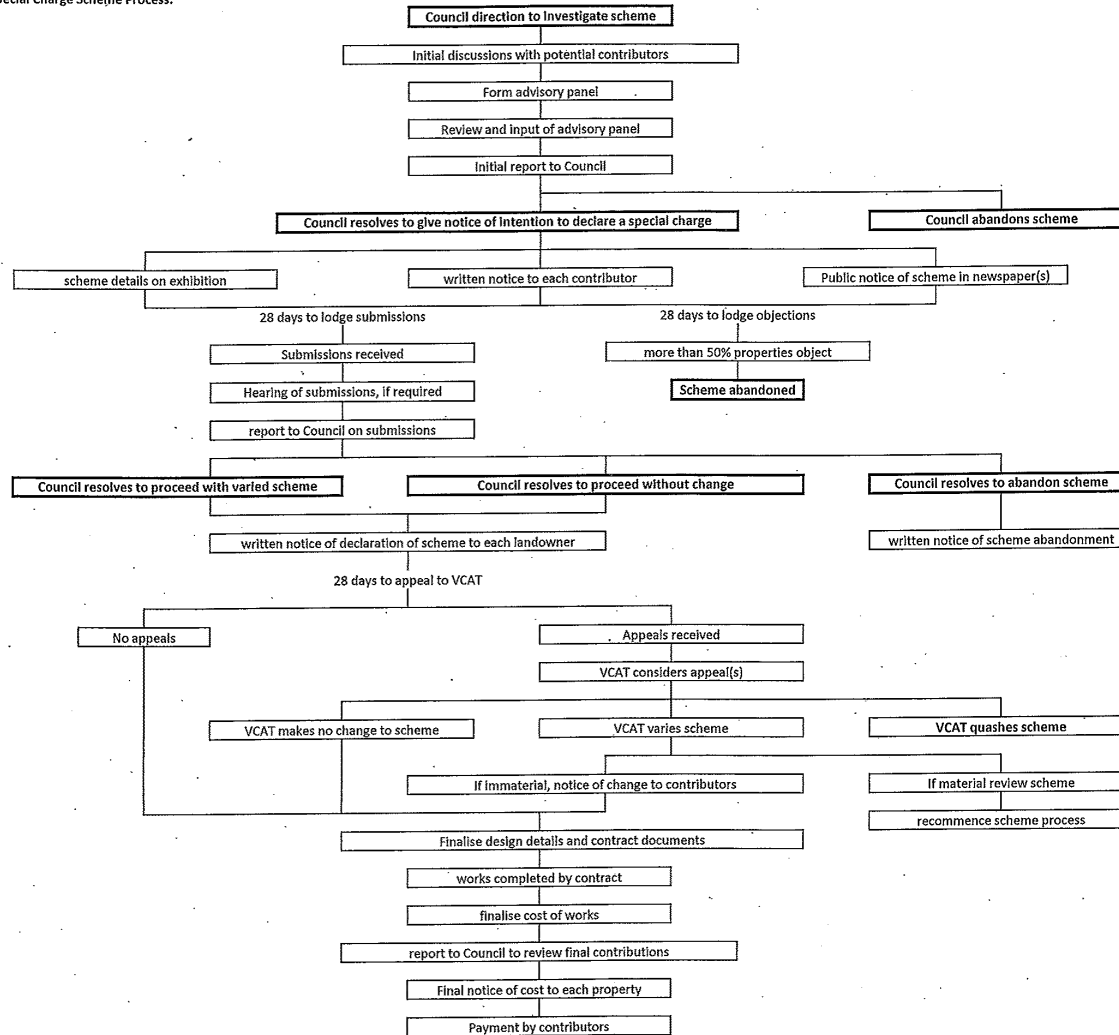 Special Charge Scheme Process:
Council direction to investigate scheme
Initial discussions with potential contributors
Form advisory panel
Review and input of advisory panel
Initial report to Council
Council resolves to give notice of intention to declare a special charge
Council abandons scheme
scheme details on exhibition
written notice to each contributor
Public notice of scheme in newspaper(s)
28 days to lodge submissions
28 days to lodge objections
Submissions received
more than 50% properties object
Hearing of submissions, if required
Scheme abandoned
report to Council on submissions
Council resolves to proceed with varied scheme
Council resolves to proceed without change
Council resolves to abandon scheme
written notice of declaration of scheme to each landowner
written notice of scheme abandonment
28 days to appeal to VCAT
No appeals
Appeals received
VCAT considers appeal(s)
VCAT makes no change to scheme
VCAT varies scheme
VCAT quashes scheme
If immaterial, notice of change to contributors
If material review scheme
recommence scheme process
Finalise design details and contract documents
works completed by contract
finalise cost of works
report to Council to review final contributions
Final notice of cost to each property
Payment by contributors